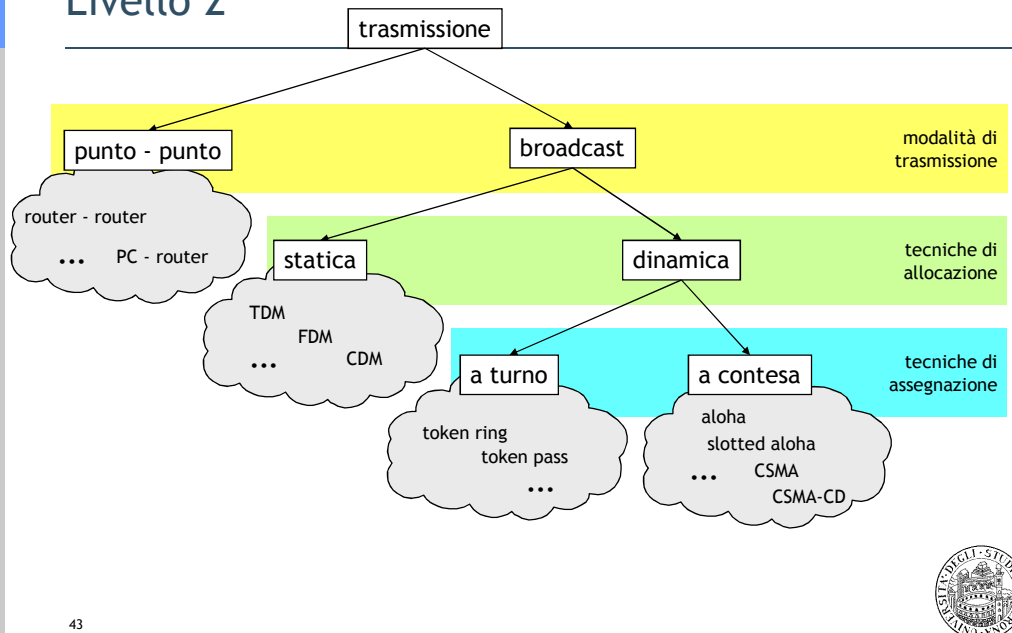 Livello 2
trasmissione
punto - punto
broadcast
modalità di
trasmissione
router - router
... PC - router
statica
dinamica
tecniche di
allocazione
TDM
FDM
... CDM
a turno
a contesa
tecniche di
assegnazione
token ring
token pass
...
aloha
slotted aloha
... CSMA
CSMA-CD
43